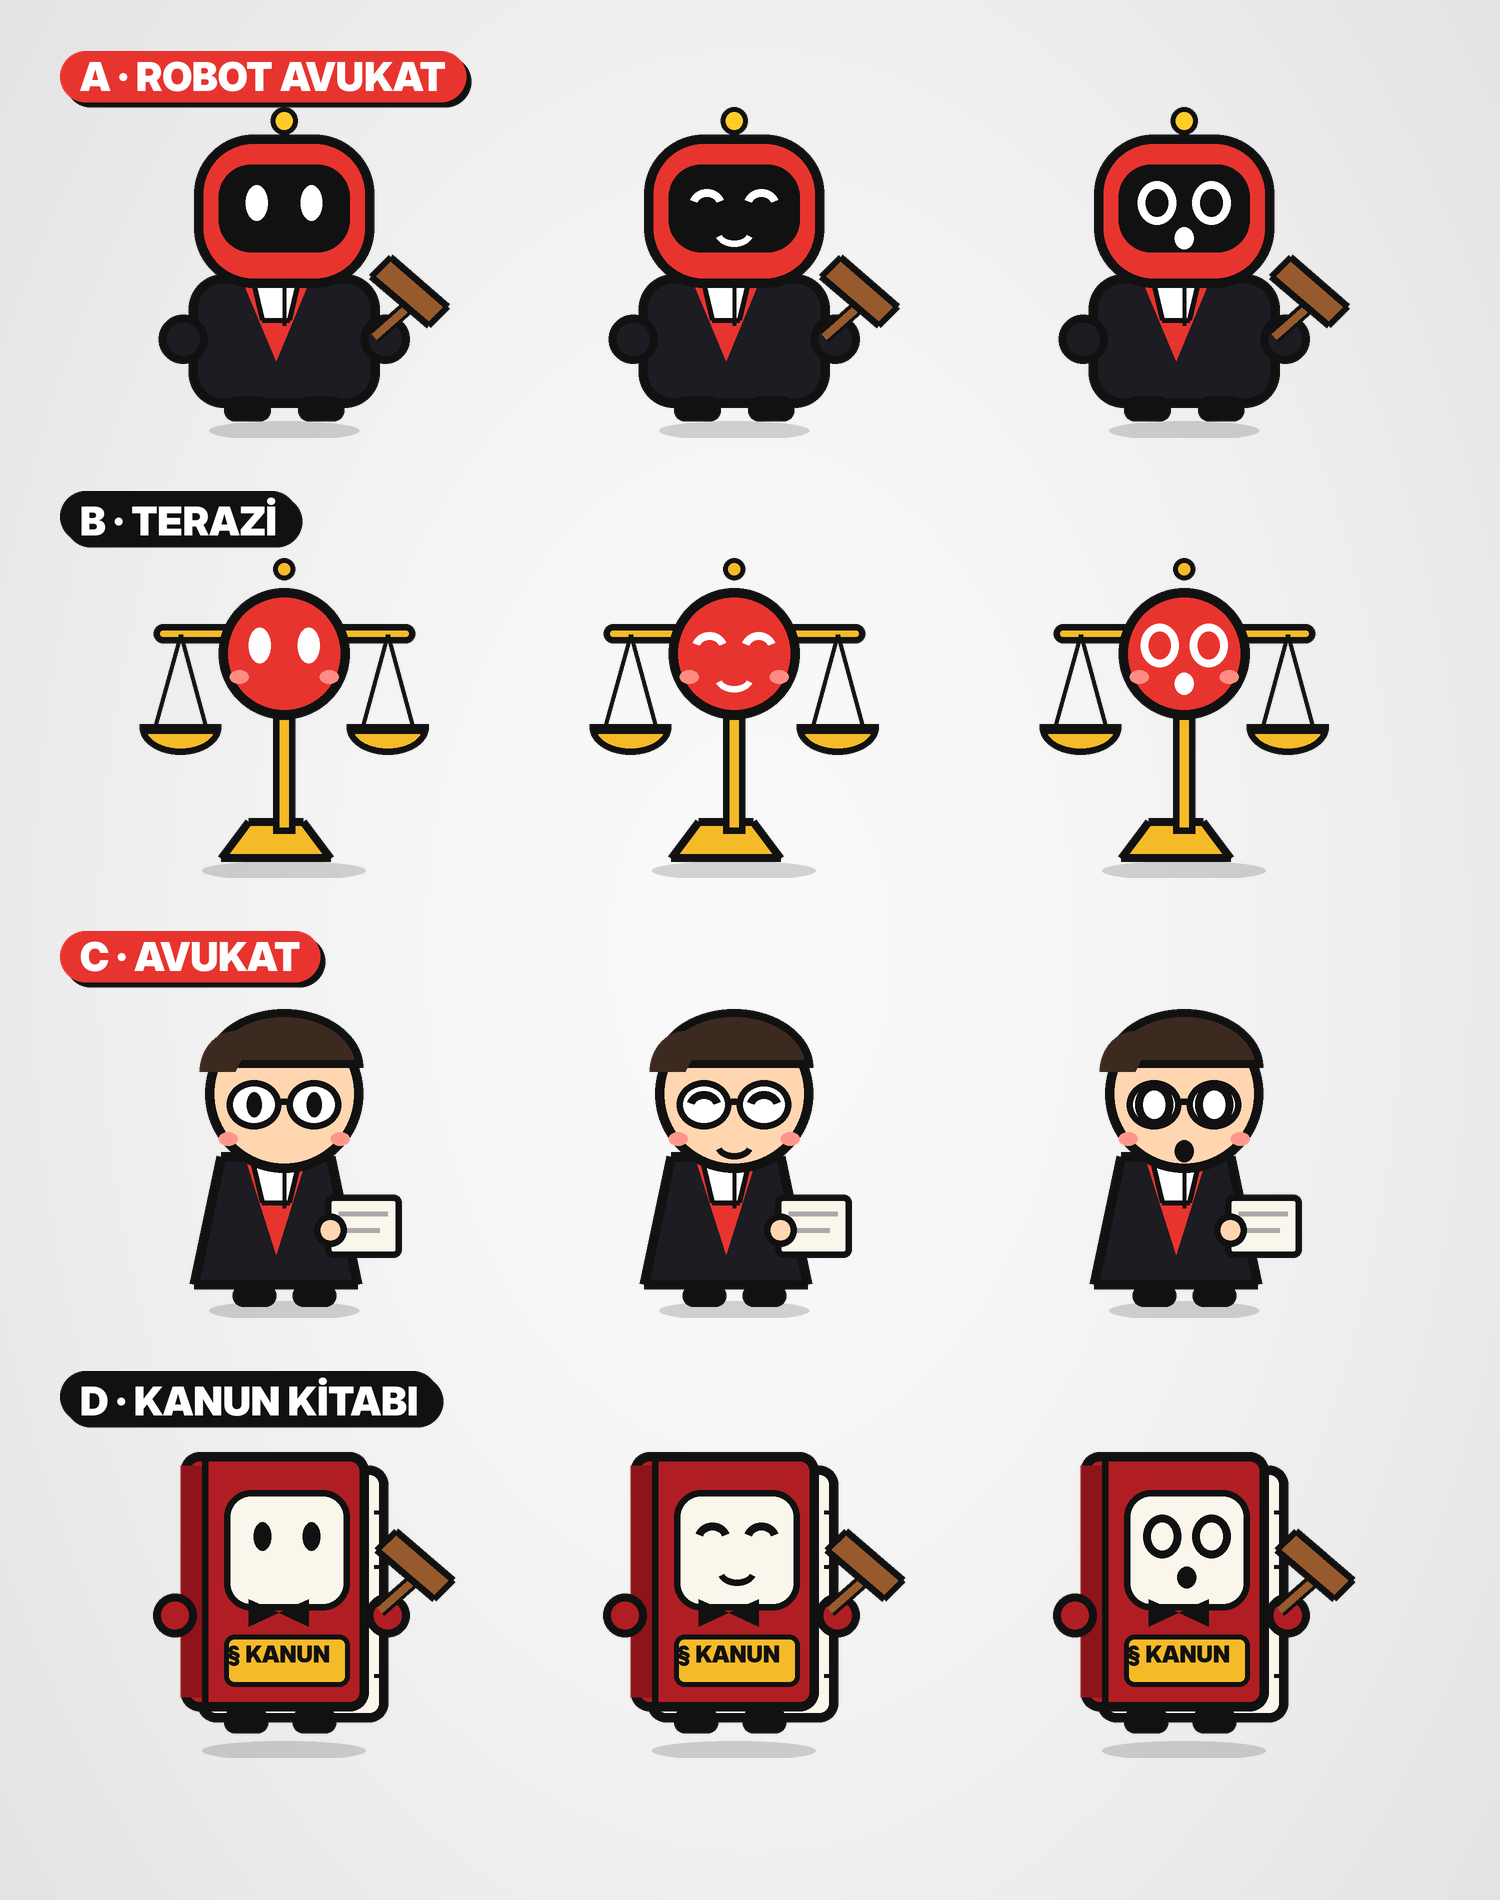 A · ROBOT AVUKAT
B · TERAZİ
C · AVUKAT
D · KANUN KİTABI
§ KANUN
§ KANUN
§ KANUN